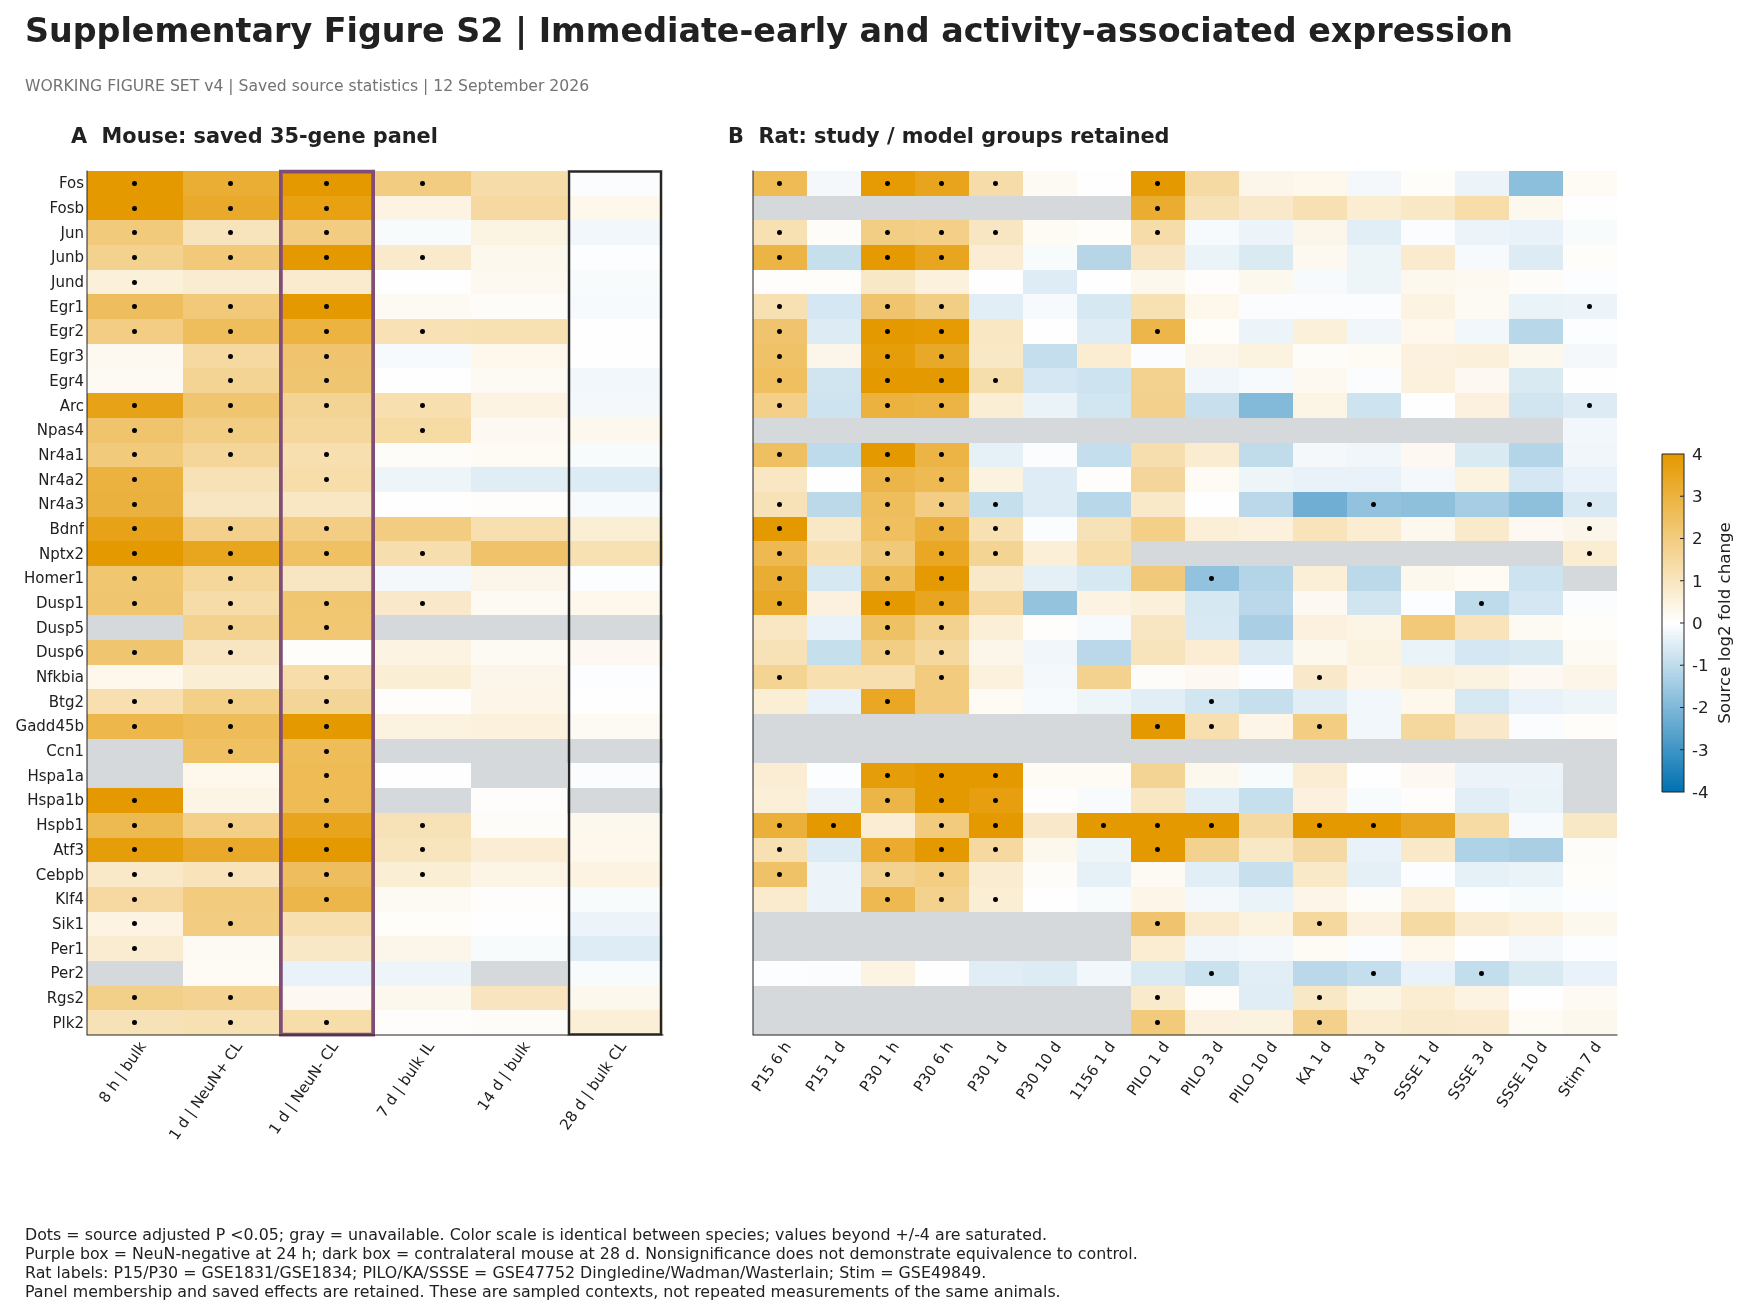 Supplementary Figure S2 | Immediate-early and activity-associated expression
WORKING FIGURE SET v4 | Saved source statistics | 12 September 2026
A Mouse: saved 35-gene panel
Fos
Fosb
Jun
Junb
Jund
Egr1
Egr2
Egr3
Egr4
Arc
Npas4
Nr4a1
Nr4a2
Nr4a3
Bdnf
Nptx2
Homer1
Dusp1
Dusp5
Dusp6
Nfkbia
Btg2
Gadd45b
Ccn1
Hspa1a
Hspa1b
Hspb1
Atf3
Cebpb
Klf4
Sik1
Per1
Per2
Rgs2
Plk2
8 h | bulk
1 d | NeuN+ CL
1 d | NeuN- CL
7 d | bulk IL
14 d | bulk
28 d | bulk CL
B Rat: study / model groups retained
P15 6 h
P15 1 d
P30 1 h
P30 6 h
P30 1 d
P30 10 d
1156 1 d
PILO 1 d
PILO 3 d
PILO 10 d
KA 1 d
KA 3 d
SSSE 1 d
SSSE 3 d
SSSE 10 d
Stim 7 d
4
3
2
1
0
-1
-2
-3
-4
Source log2 fold change
Dots = source adjusted P <0.05; gray = unavailable. Color scale is identical between species; values beyond +/-4 are saturated.
Purple box = NeuN-negative at 24 h; dark box = contralateral mouse at 28 d. Nonsignificance does not demonstrate equivalence to control.
Rat labels: P15/P30 = GSE1831/GSE1834; PILO/KA/SSSE = GSE47752 Dingledine/Wadman/Wasterlain; Stim = GSE49849.
Panel membership and saved effects are retained. These are sampled contexts, not repeated measurements of the same animals.